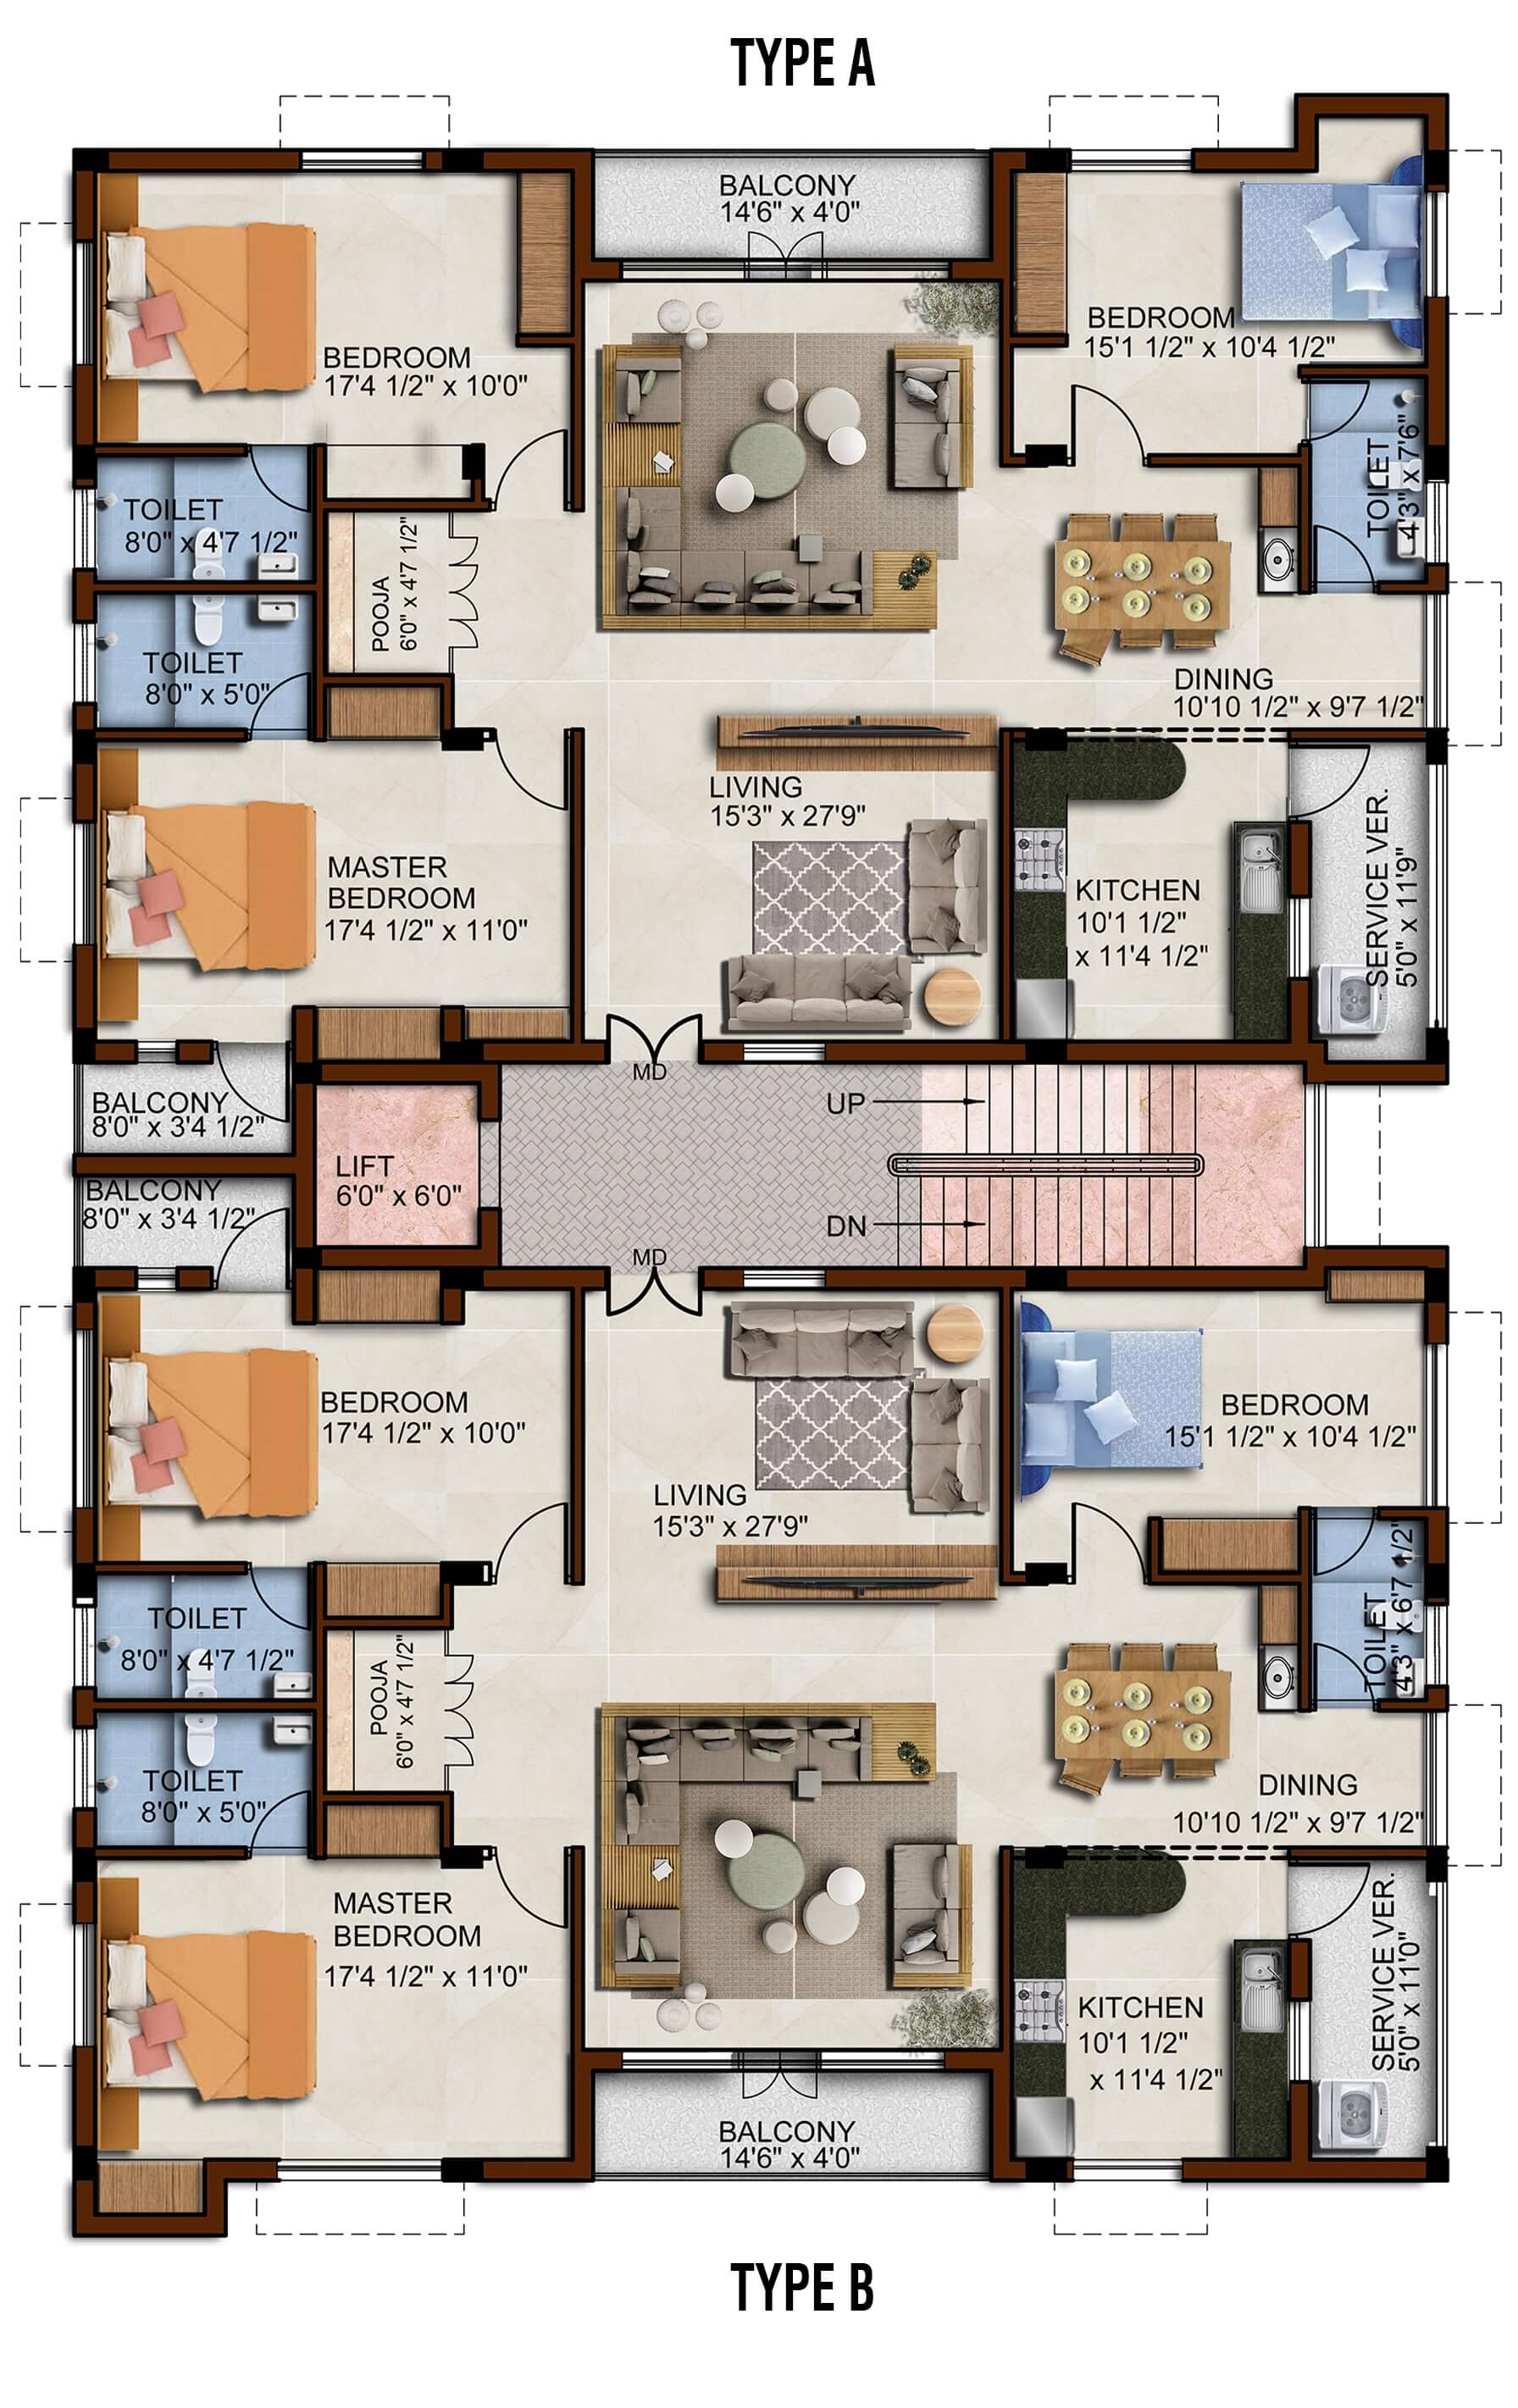 TYPE A
BALCONY
14'6" x 4'0"
BEDROOM
17'4 1/2" x 10'0"
BEDROOM
15'1 1/2" x 10'4 1/2"
TOILET
8'0" x 4'7 1/2"
POOJA
6'0" x 4'7 1/2"
TOILET
4'3" x 7'6"
TOILET
8'0" x 5'0"
DINING
10'10 1/2" x 9'7 1/2"
LIVING
15'3" x 27'9"
MASTER
BEDROOM
17'4 1/2" x 11'0"
KITCHEN
10'1 1/2"
x 11'4 1/2"
SERVICE VER.
5'0" x 11'9"
MD
BALCONY
8'0" x 3'4 1/2"
UP
LIFT
6'0" x 6'0"
BALCONY
8'0" x 3'4 1/2"
DN
MD
BEDROOM
17'4 1/2" x 10'0"
BEDROOM
15'1 1/2" x 10'4 1/2"
LIVING
15'3" x 27'9"
TOILET
8'0" x 4'7 1/2"
POOJA
6'0" x 4'7 1/2"
TOILET
4'3" x 6'7 1/2"
TOILET
8'0" x 5'0"
DINING
10'10 1/2" x 9'7 1/2"
MASTER
BEDROOM
17'4 1/2" x 11'0"
KITCHEN
10'1 1/2"
x 11'4 1/2"
SERVICE VER.
5'0" x 11'0"
BALCONY
14'6" x 4'0"
TYPE B